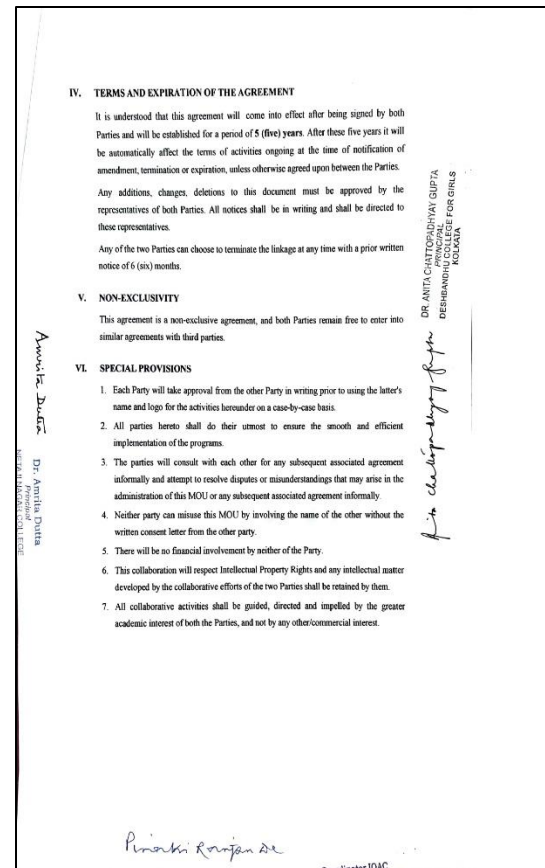 IV. TERMS AND EXPIRATION OF THE AGREEMENT
It is understood that this agreement will come into effect after being signed by both
Parties and will be established for a period of 5 (five) years. After these five years it will
be automatically affect the terms of activities ongoing at the time of notification of
amendment, termination or expiration, unless otherwise agreed upon between the Parties.
Any additions, changes, deletions to this document must be approved by the
representatives of both Parties. All notices shall be in writing and shall be directed to
these representatives.
Any of the two Parties can choose to terminate the linkage at any time with a prior written
notice of 6 (six) months.
V. NON-EXCLUSIVITY
This agreement is a non-exclusive agreement, and both Parties remain free to enter into
similar agreements with third parties.
VI. SPECIAL PROVISIONS
1. Each Party will take approval from the other Party in writing prior to using the latter's
name and logo for the activities hereunder on a case-by-case basis.
2. All parties hereto shall do their utmost to ensure the smooth and efficient
implementation of the programs.
3. The parties will consult with each other for any subsequent associated agreement
informally and attempt to resolve disputes or misunderstandings that may arise in the
administration of this MOU or any subsequent associated agreement informally.
4. Neither party can misuse this MOU by involving the name of the other without the
written consent letter from the other party.
5. There will be no financial involvement by neither of the Party.
6. This collaboration will respect Intellectual Property Rights and any intellectual matter
developed by the collaborative efforts of the two Parties shall be retained by them.
7. All collaborative activities shall be guided, directed and impelled by the greater
academic interest of both the Parties, and not by any other/commercial interest.
Amrita Dutta
Dr. Amrita Dutta
Principal
NETAJI NAGAR COLLEGE
Anita Chattopadhyay Gupta
DR. ANITA CHATTOPADHYAY GUPTA
PRINCIPAL
DESHBANDHU COLLEGE FOR GIRLS
KOLKATA
Pinaki Ranjan De
IQAC